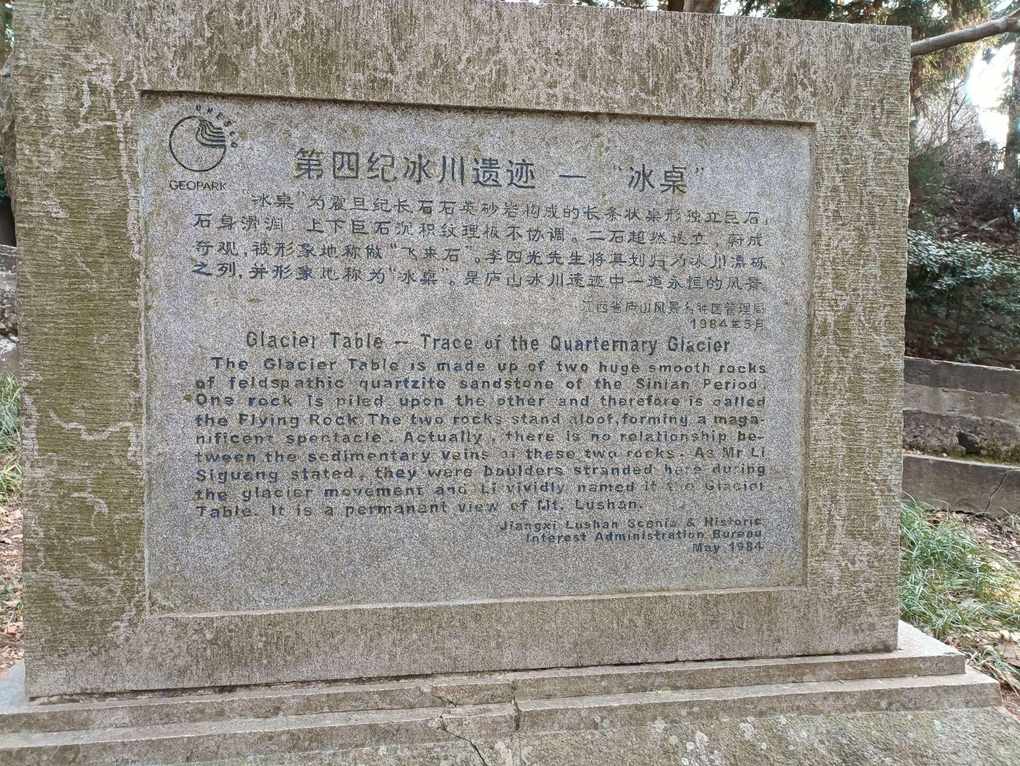 UNESCO
GEOPARK
第四纪冰川遗迹 — "冰桌"
"冰桌"为震旦纪长石石英砂岩构成的长条状桌形独立巨石,
石身滑润,上下巨石沉积纹理极不协调。二石超然迭立,蔚成
奇观,被形象地称做"飞来石"。李四光先生将其划归为冰川漂砾
之列,并形象地称为"冰桌"。是庐山冰川遗迹中一道永恒的风景
江西省庐山风景名胜区管理局
1984年5月
Glacier Table -- Trace of the Quarternary Glacier
The Glacier Table is made up of two huge smooth rocks
of feldspathic quartzite sandstone of the Sinian Period.
One rock is piled upon the other and therefore is called
the Flying Rock.The two rocks stand aloof,forming a maga-
nificent spectacle. Actually, there is no relationship be-
tween the sedimentary veins of these two rocks. As Mr Li
Siguang stated, they were boulders stranded here during
the glacier movement and Li vividly named it the Glacier
Table. It is a permanant view of Mt. Lushan.
Jiangxi Lushan Scenic & Historic
Interest Administration Bureau
May 1984